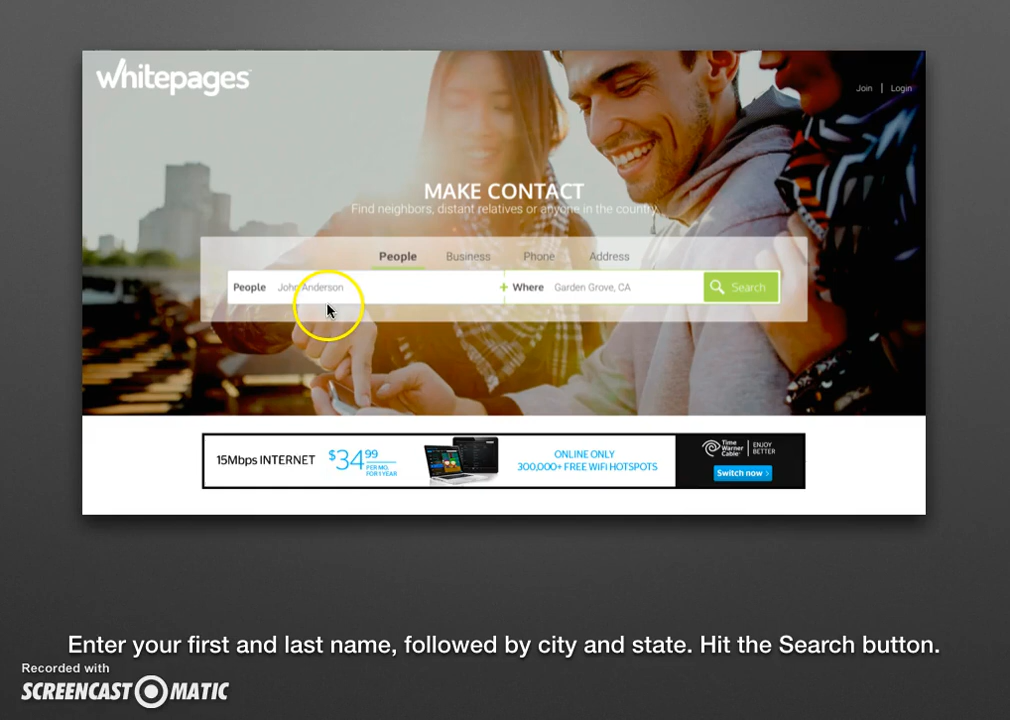 whitepages
Join | Login
MAKE CONTACT
Find neighbors, distant relatives or anyone in the country.
People Business Phone Address
People John Anderson + Where Garden Grove, CA Search
15Mbps INTERNET $34 99 PER MO. FOR 1 YEAR
ONLINE ONLY
300,000+ FREE WiFi HOTSPOTS
Time Warner Cable
ENJOY BETTER
Switch now >
Enter your first and last name, followed by city and state. Hit the Search button.
Recorded with
SCREENCAST-O-MATIC